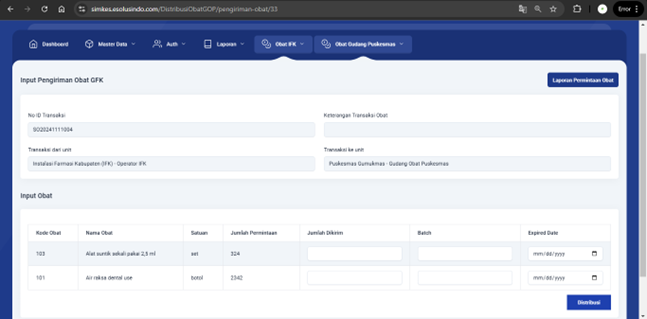 simkes.esolusindo.com/DistribusiObatGOP/pengiriman-obat/33
Error
Dashboard
Master Data
Auth
Laporan
Obat IFK
Obat Gudang Puskesmas
Input Pengiriman Obat GFK
Laporan Permintaan Obat
No ID Transaksi
Keterangan Transaksi Obat
SO20241111004
Transaksi dari unit
Transaksi ke unit
Instalasi Farmasi Kabupaten (IFK) - Operator IFK
Puskesmas Gumukmas - Gudang Obat Puskesmas
Input Obat
Kode Obat Nama Obat Satuan Jumlah Permintaan Jumlah Dikirim Batch Expired Date
103 Alat suntik sekali pakai 2,5 ml set 324 mm/dd/yyyy
101 Air raksa dental use botol 2342 mm/dd/yyyy
Distribusi